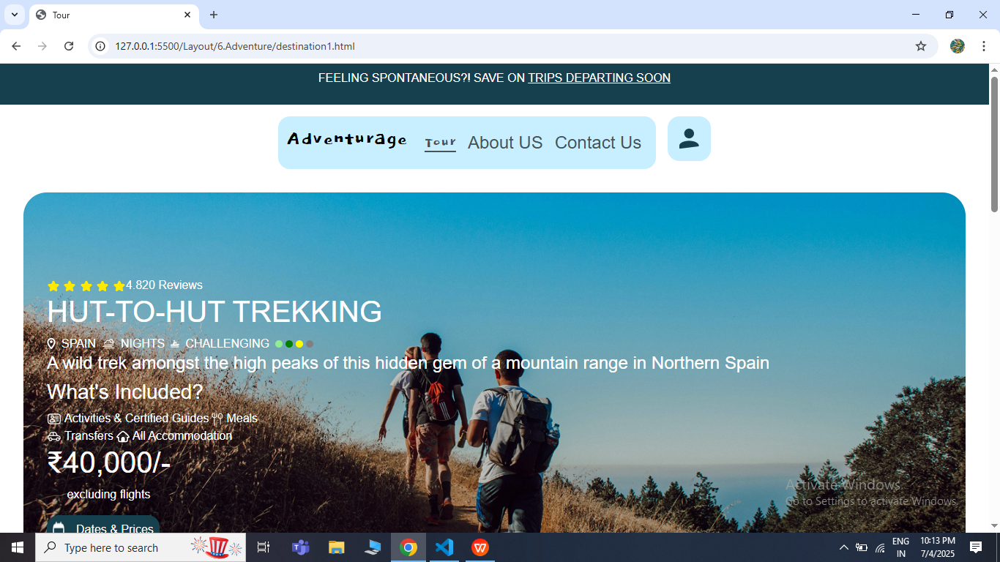 Tour
127.0.0.1:5500/Layout/6.Adventure/destination1.html
FEELING SPONTANEOUS?! SAVE ON TRIPS DEPARTING SOON
Adventurage Tour About US Contact Us
4.820 Reviews
HUT-TO-HUT TREKKING
SPAIN NIGHTS CHALLENGING
A wild trek amongst the high peaks of this hidden gem of a mountain range in Northern Spain
What's Included?
Activities & Certified Guides Meals
Transfers All Accommodation
₹40,000/-
excluding flights
Dates & Prices
Activate Windows
Go to Settings to activate Windows.
Type here to search
ENG
IN
10:13 PM
7/4/2025